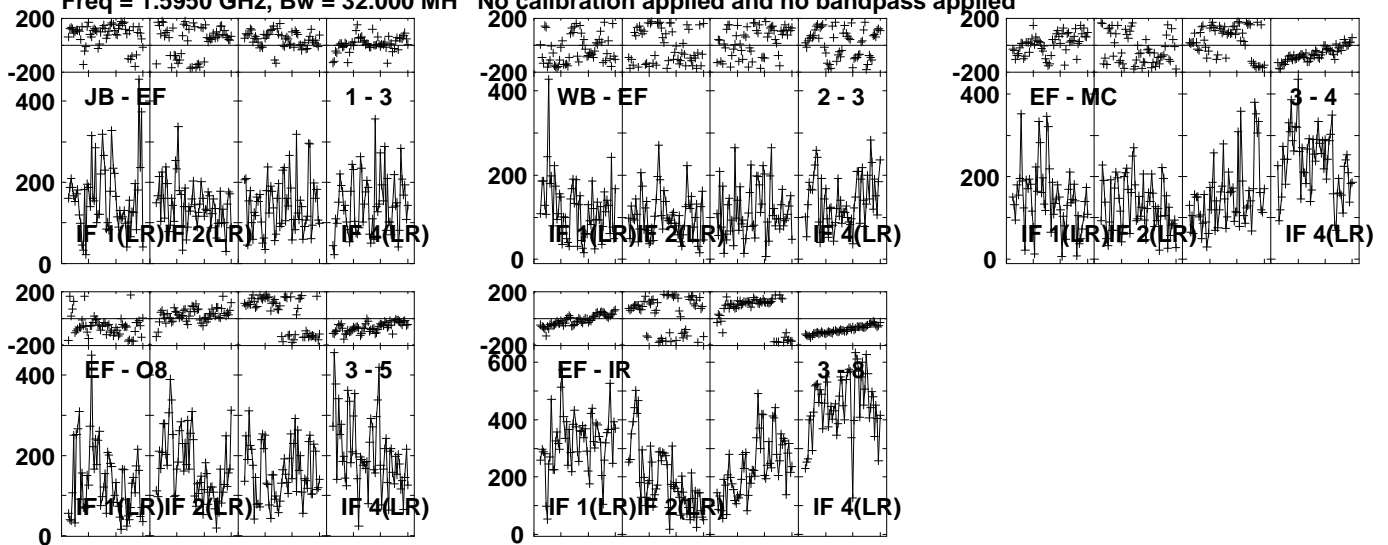 Freq = 1.5950 GHz, Bw = 32.000 MH No calibration applied and no bandpass applied
200
-200
400
200
0
JB - EF
1 - 3
IF 1(LR)
IF 2(LR)
IF 4(LR)
200
-200
400
200
0
WB - EF
2 - 3
IF 1(LR)
IF 2(LR)
IF 4(LR)
200
-200
400
200
0
EF - MC
3 - 4
IF 1(LR)
IF 2(LR)
IF 4(LR)
200
-200
400
200
0
EF - O8
3 - 5
IF 1(LR)
IF 2(LR)
IF 4(LR)
200
-200
600
400
200
0
EF - IR
3 - 8
IF 1(LR)
IF 2(LR)
IF 4(LR)